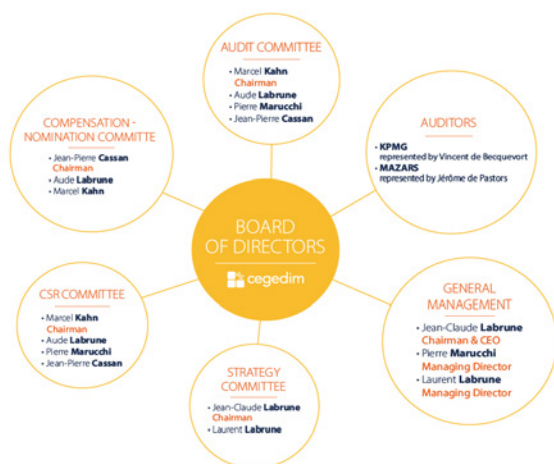 AUDIT COMMITTEE
• Marcel Kahn
Chairman
• Aude Labrune
• Pierre Marucchi
• Jean-Pierre Cassan
COMPENSATION -
NOMINATION COMMITTE
• Jean-Pierre Cassan
Chairman
• Aude Labrune
• Marcel Kahn
AUDITORS
• KPMG
represented by Vincent de Becquevort
• MAZARS
represented by Jérôme de Pastors
BOARD
OF DIRECTORS
cegedim
CSR COMMITTEE
• Marcel Kahn
Chairman
• Aude Labrune
• Pierre Marucchi
• Jean-Pierre Cassan
GENERAL
MANAGEMENT
• Jean-Claude Labrune
Chairman & CEO
• Pierre Marucchi
Managing Director
• Laurent Labrune
Managing Director
STRATEGY
COMMITTEE
• Jean-Claude Labrune
Chairman
• Laurent Labrune